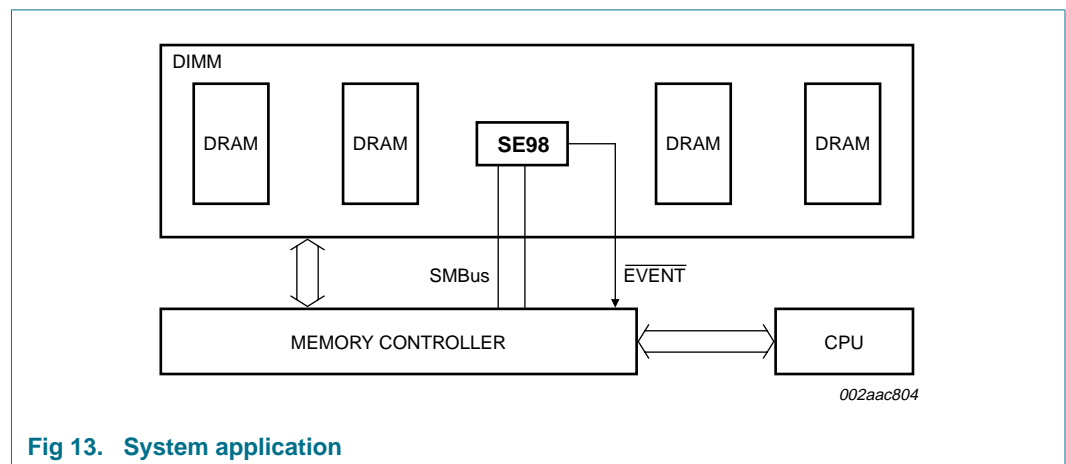 DIMM
DRAM DRAM SE98 DRAM DRAM
SMBus EVENT
MEMORY CONTROLLER CPU
002aac804
Fig 13. System application